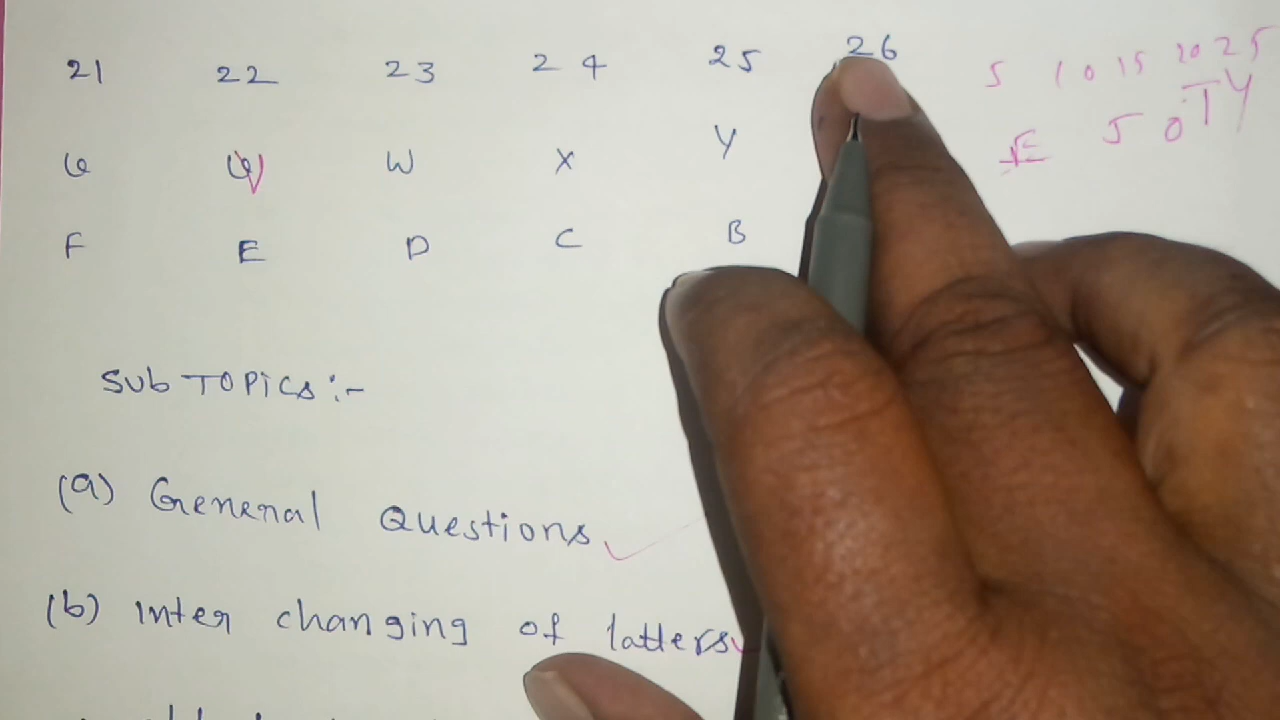 21 22 23 24 25 26 5 10 15 20 25
U V W X Y E J O T Y
F E D C B
SUB TOPICS:-
(a) General Questions
(b) Inter changing of latters